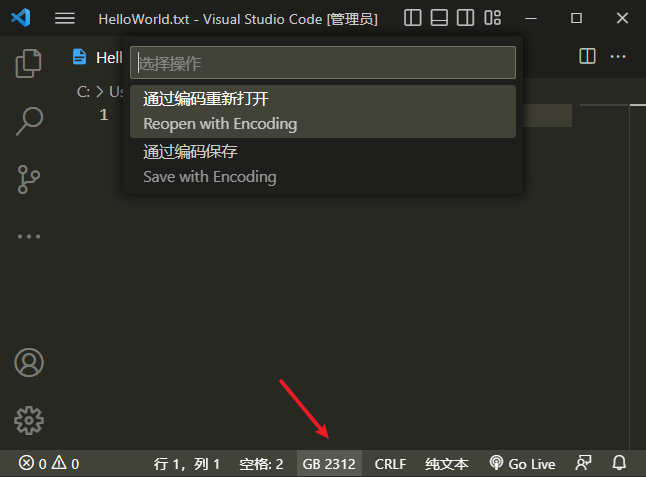 HelloWorld.txt - Visual Studio Code [管理员]
Hell
选择操作
C: > Us
通过编码重新打开
1
Reopen with Encoding
通过编码保存
Save with Encoding
0 0 行 1，列 1 空格: 2 GB 2312 CRLF 纯文本 Go Live